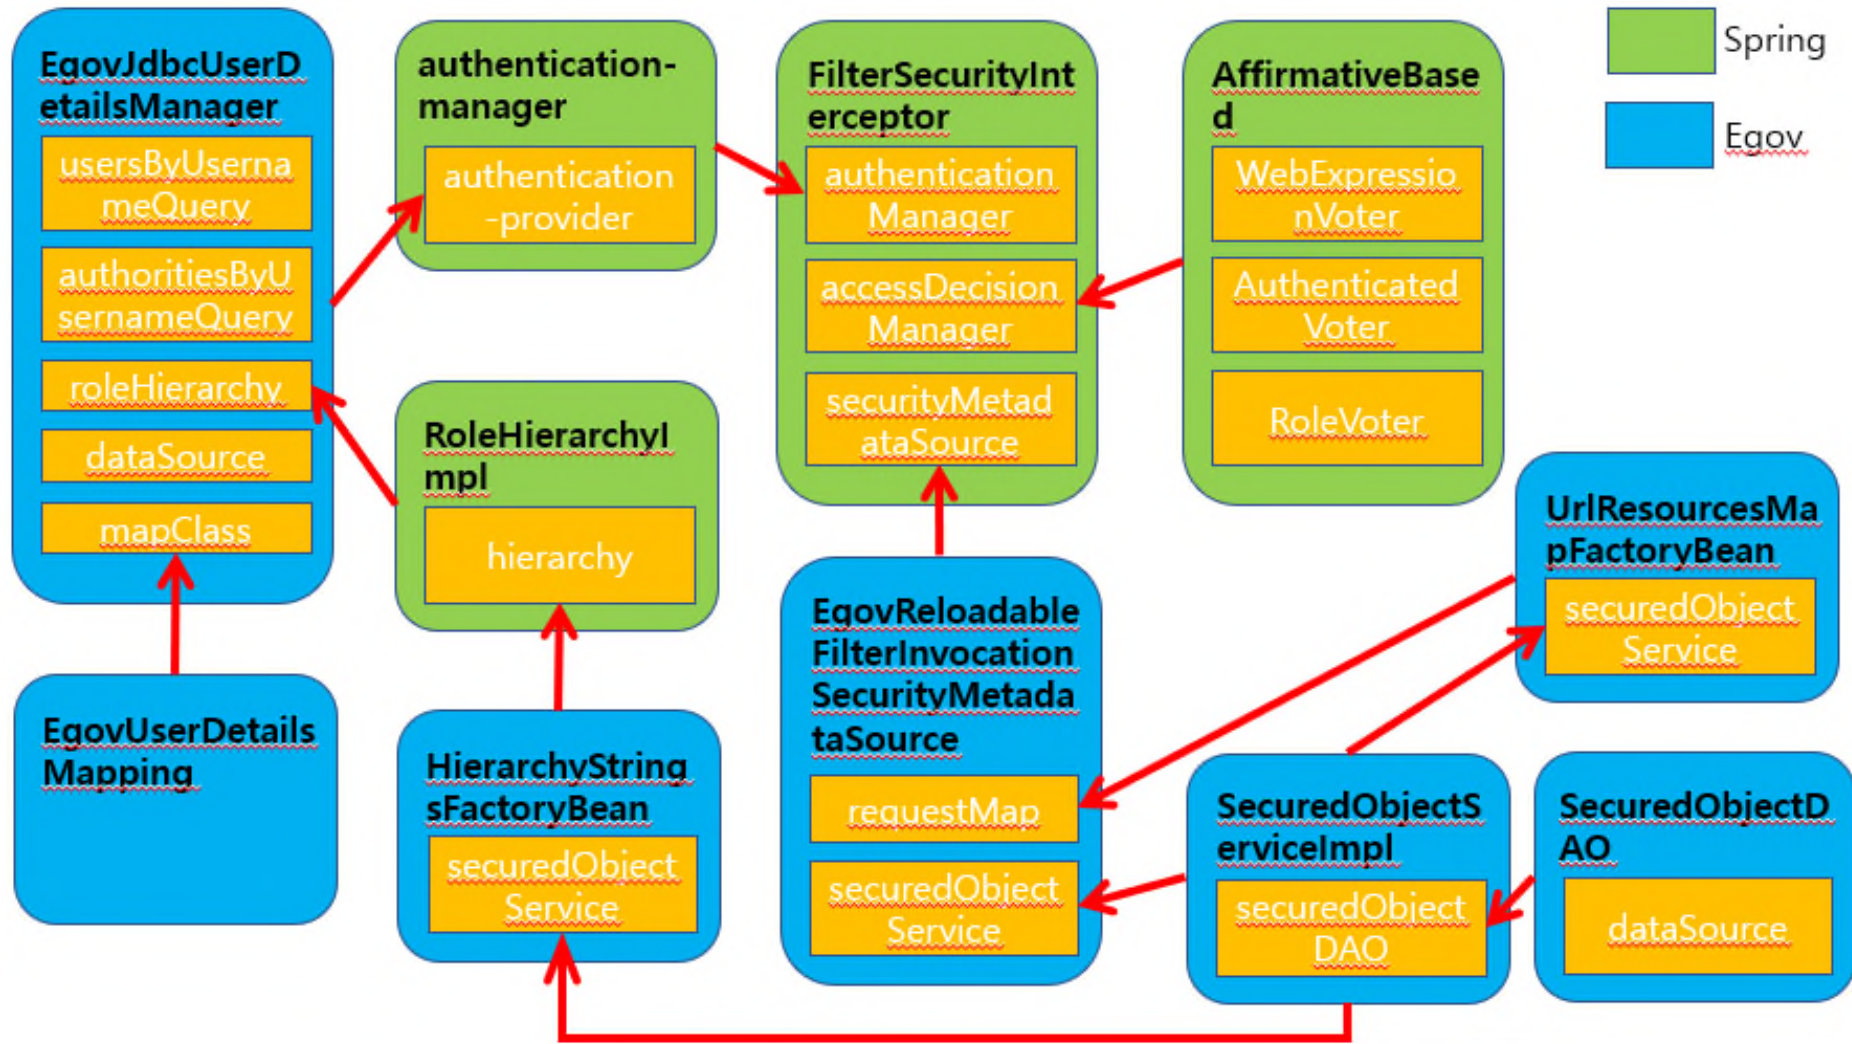 EgovJdbcUserD
etailsManager
usersByUserna
meQuery
authoritiesByU
sernameQuery
roleHierarchy
dataSource
mapClass
EgovUserDetails
Mapping
authentication-
manager
authentication
-provider
RoleHierarchyI
mpl
hierarchy
HierarchyString
sFactoryBean
securedObject
Service
FilterSecurityInt
erceptor
authentication
Manager
accessDecision
Manager
securityMetad
ataSource
EgovReloadable
FilterInvocation
SecurityMetada
taSource
requestMap
securedObject
Service
AffirmativeBase
d
WebExpressio
nVoter
Authenticated
Voter
RoleVoter
SecuredObjectS
erviceImpl
securedObject
DAO
Spring
Egov
UrlResourcesMa
pFactoryBean
securedObject
Service
SecuredObjectD
AO
dataSource